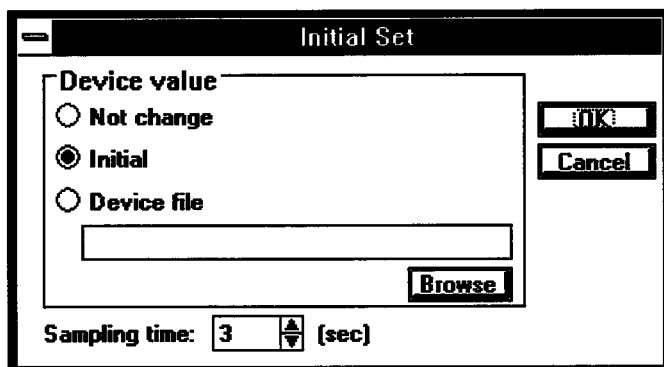 Initial Set
Device value
Not change
Initial
Device file
Browse
OK
Cancel
Sampling time: 3 (sec)